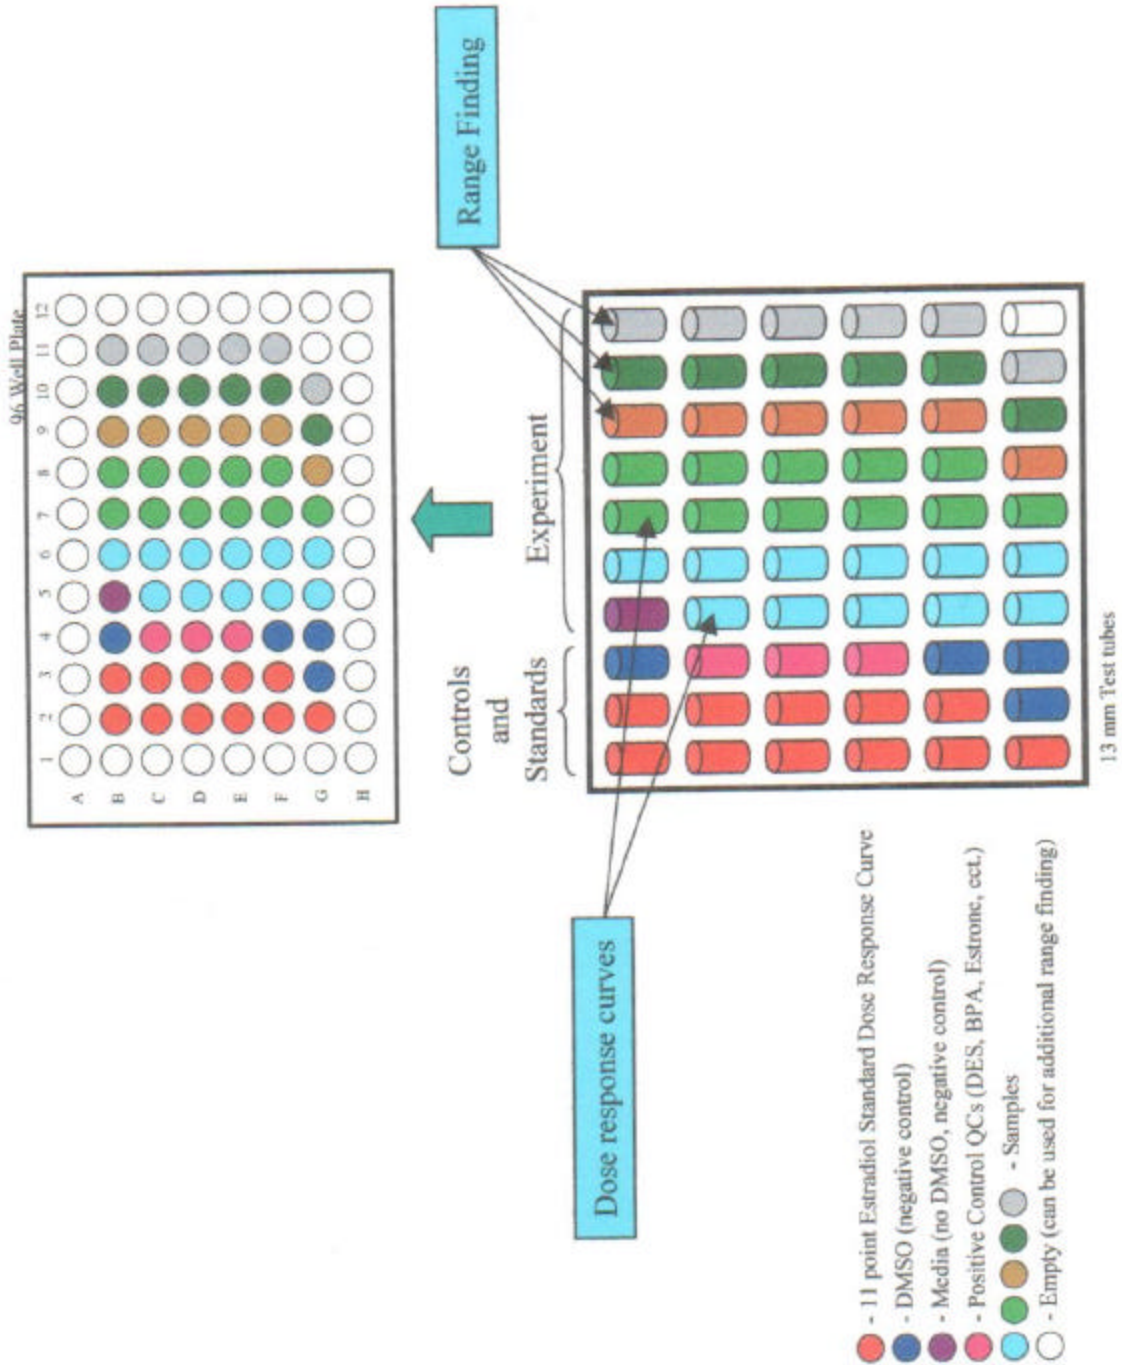 96 Well Plate
1 2 3 4 5 6 7 8 9 10 11 12
A
B
C
D
E
F
G
H
Range Finding
Controls
and
Standards
Experiment
Dose response curves
13 mm Test tubes
- 11 point Estradiol Standard Dose Response Curve
- DMSO (negative control)
- Media (no DMSO, negative control)
- Positive Control QCs (DES, BPA, Estrone, ect.)
- Samples
- Empty (can be used for additional range finding)